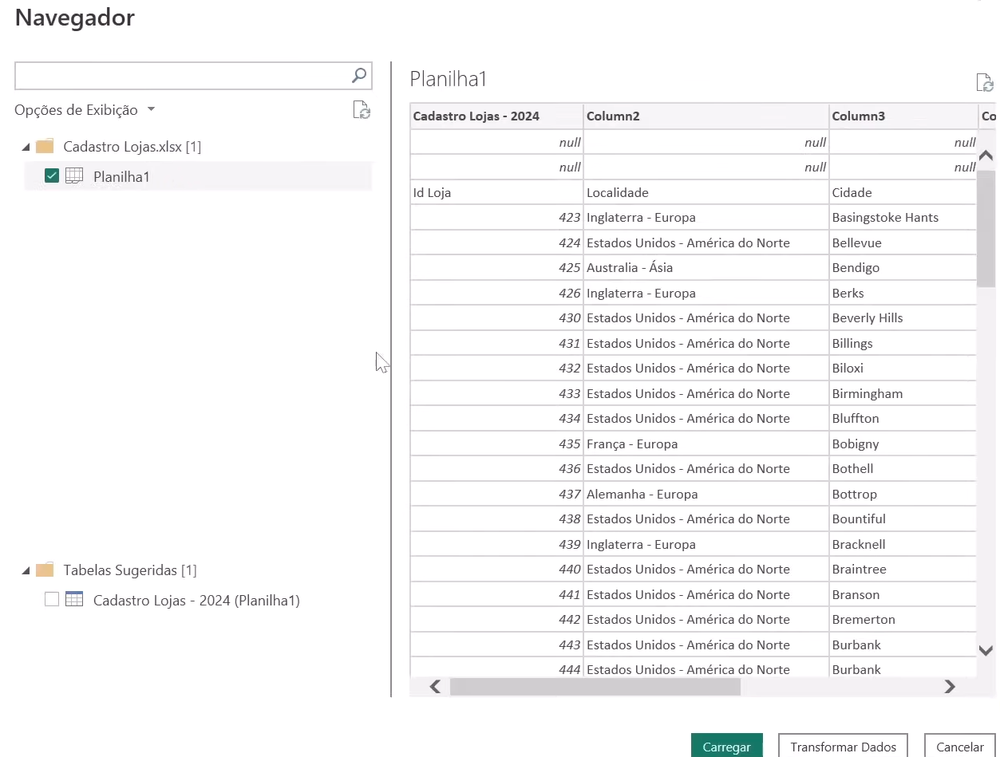 Navegador
Opções de Exibição
Cadastro Lojas.xlsx [1]
Planilha1
Tabelas Sugeridas [1]
Cadastro Lojas - 2024 (Planilha1)
Planilha1
Cadastro Lojas - 2024 Column2 Column3 Co
null null null
null null null
Id Loja Localidade Cidade
423 Inglaterra - Europa Basingstoke Hants
424 Estados Unidos - América do Norte Bellevue
425 Australia - Ásia Bendigo
426 Inglaterra - Europa Berks
430 Estados Unidos - América do Norte Beverly Hills
431 Estados Unidos - América do Norte Billings
432 Estados Unidos - América do Norte Biloxi
433 Estados Unidos - América do Norte Birmingham
434 Estados Unidos - América do Norte Bluffton
435 França - Europa Bobigny
436 Estados Unidos - América do Norte Bothell
437 Alemanha - Europa Bottrop
438 Estados Unidos - América do Norte Bountiful
439 Inglaterra - Europa Bracknell
440 Estados Unidos - América do Norte Braintree
441 Estados Unidos - América do Norte Branson
442 Estados Unidos - América do Norte Bremerton
443 Estados Unidos - América do Norte Burbank
444 Estados Unidos - América do Norte Burbank
Carregar Transformar Dados Cancelar